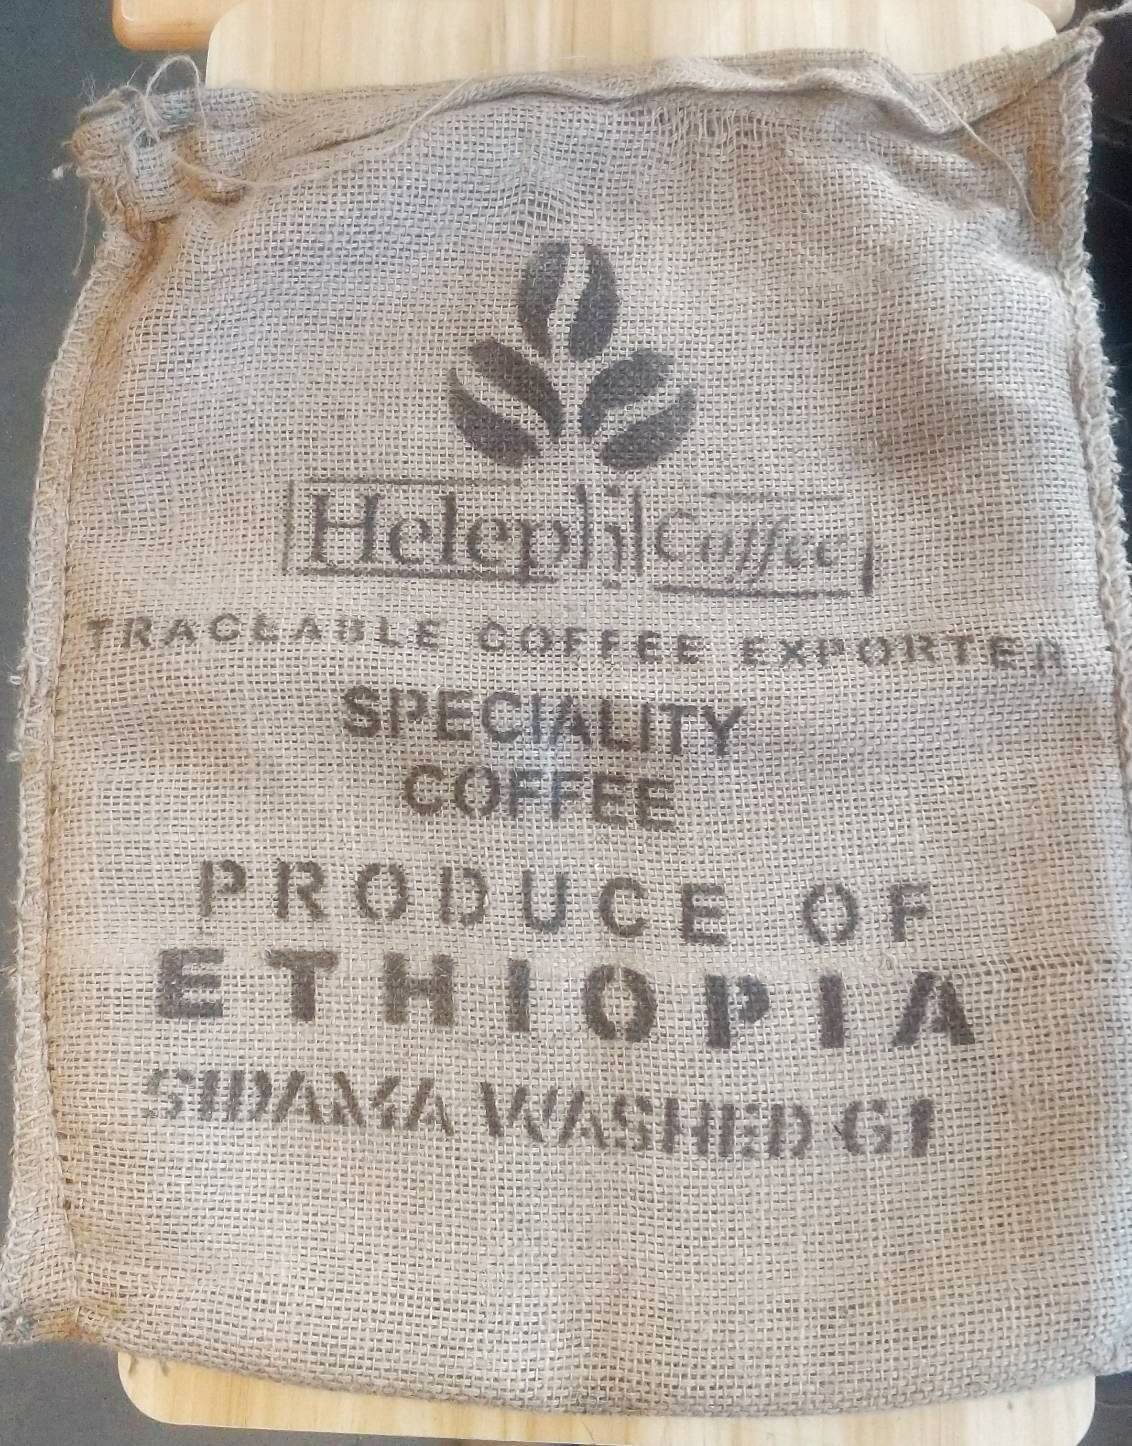 Heleph Coffee
TRACEABLE COFFEE EXPORTER
SPECIALITY
COFFEE
PRODUCE OF
ETHIOPIA
SIDAMA WASHED G1